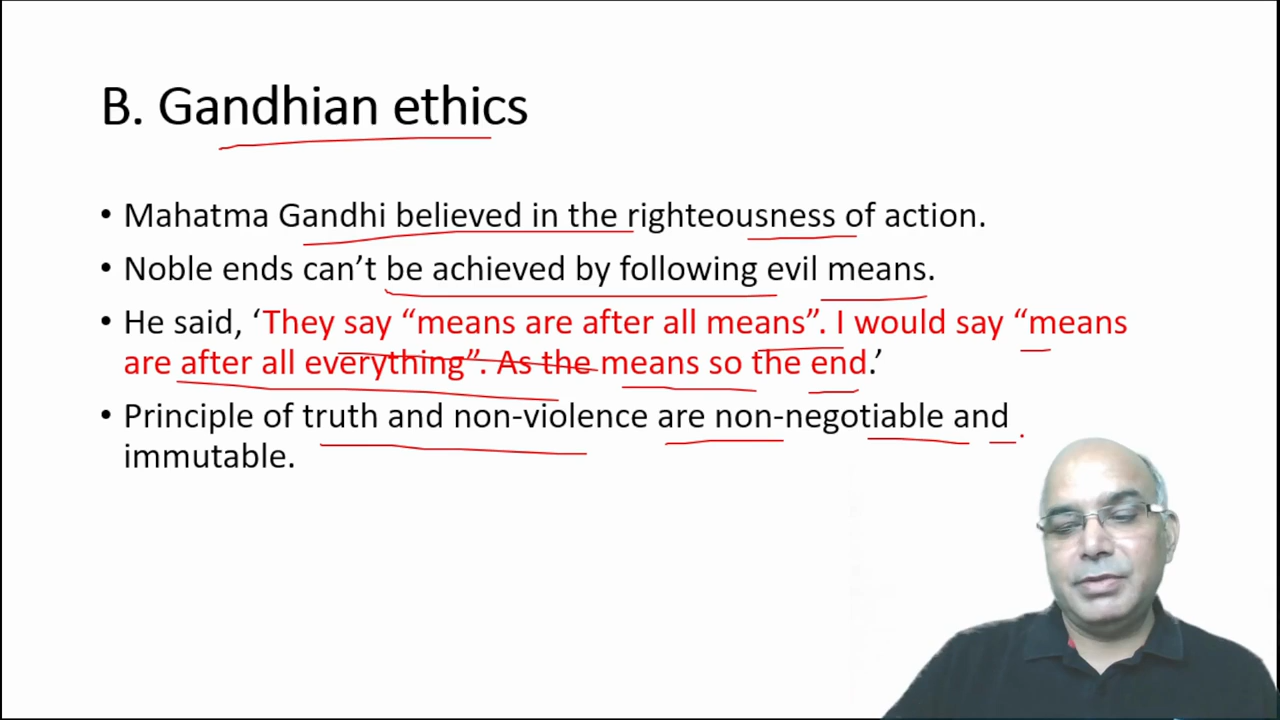 B. Gandhian ethics
• Mahatma Gandhi believed in the righteousness of action.
• Noble ends can’t be achieved by following evil means.
• He said, ‘They say “means are after all means”. I would say “means
are after all everything”. As the means so the end.’
• Principle of truth and non-violence are non-negotiable and
immutable.